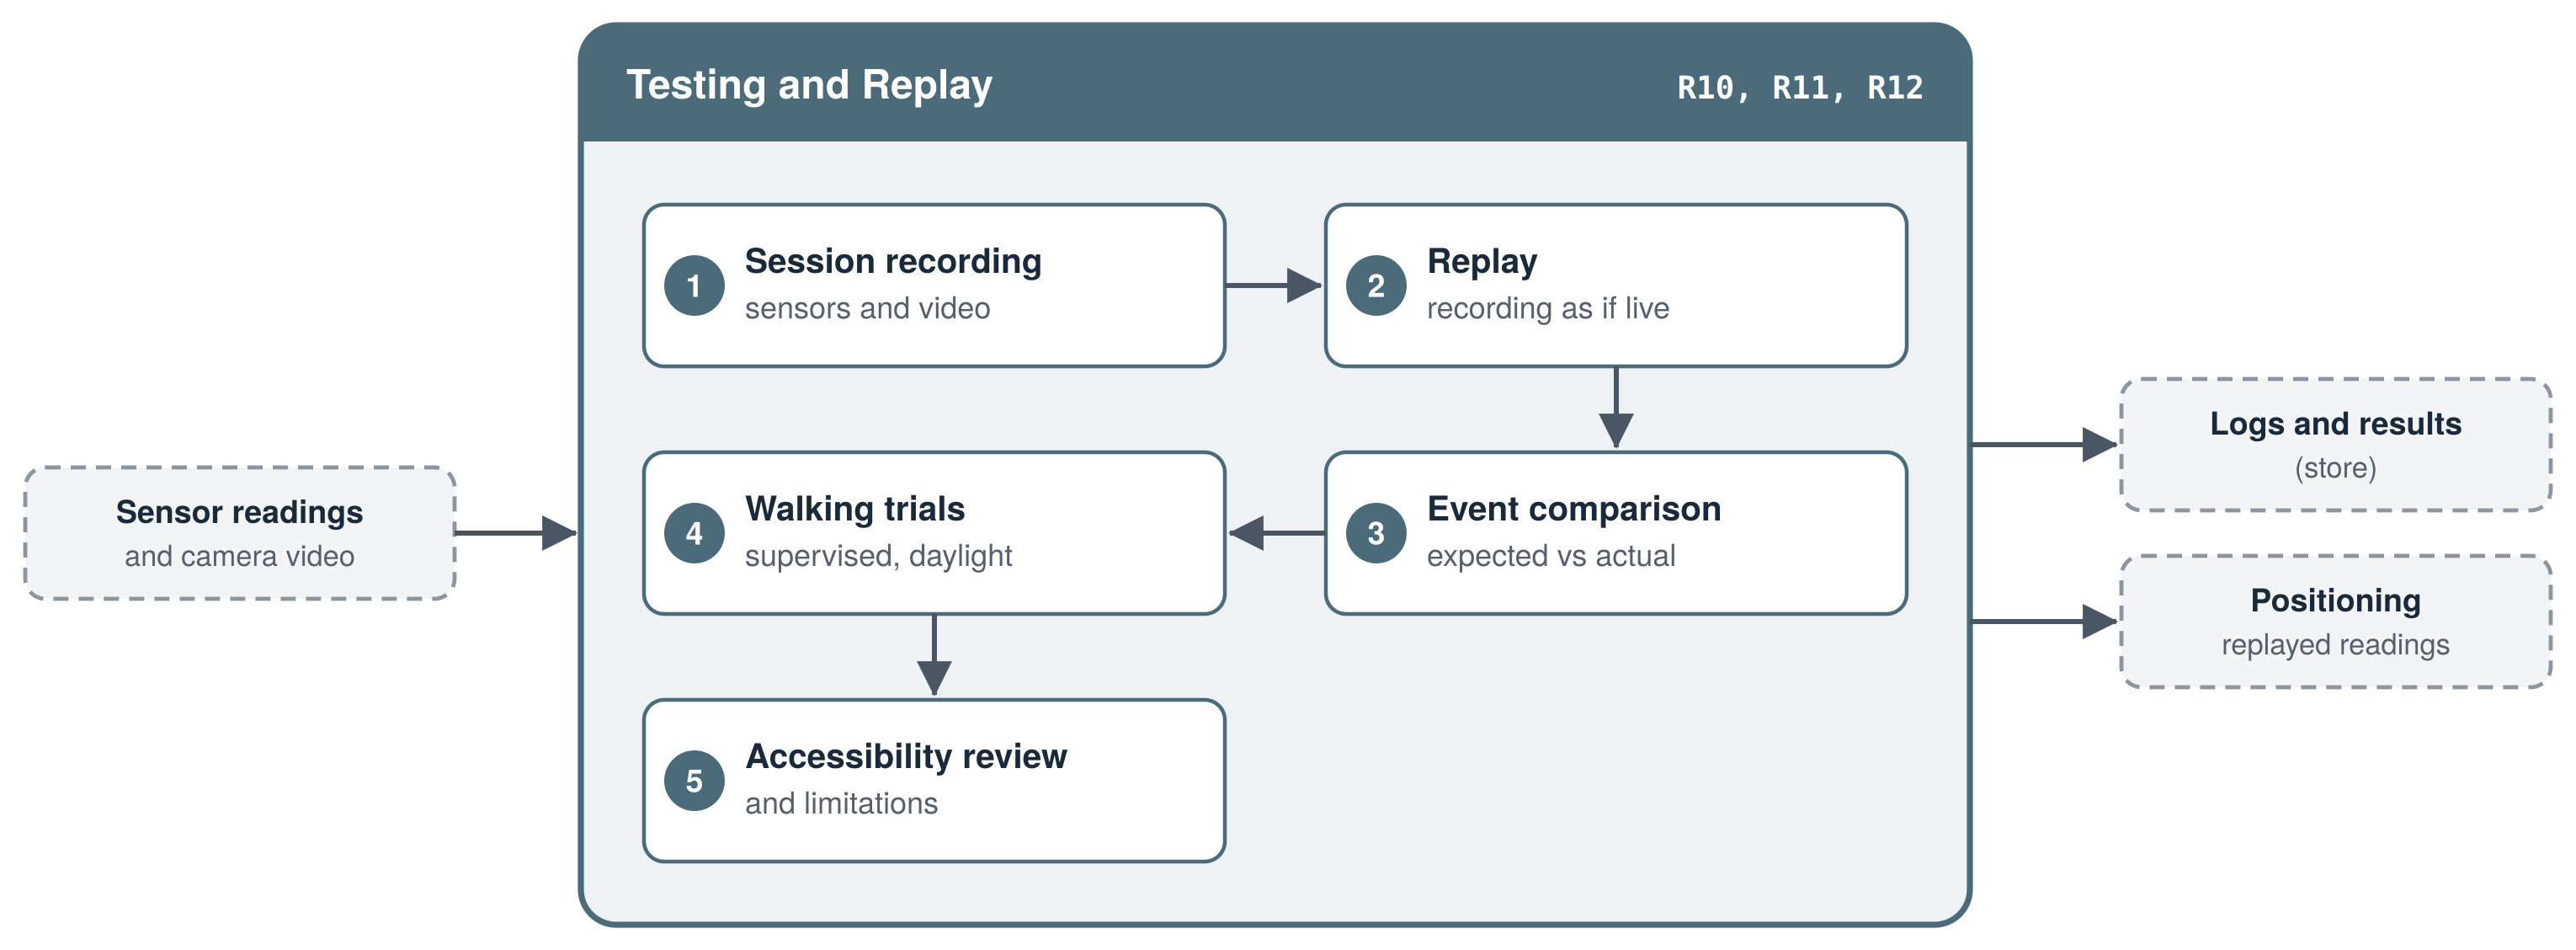 Testing and Replay
R10, R11, R12
1
Session recording
sensors and video
2
Replay
recording as if live
Sensor readings
and camera video
4
Walking trials
supervised, daylight
3
Event comparison
expected vs actual
5
Accessibility review
and limitations
Logs and results
(store)
Positioning
replayed readings